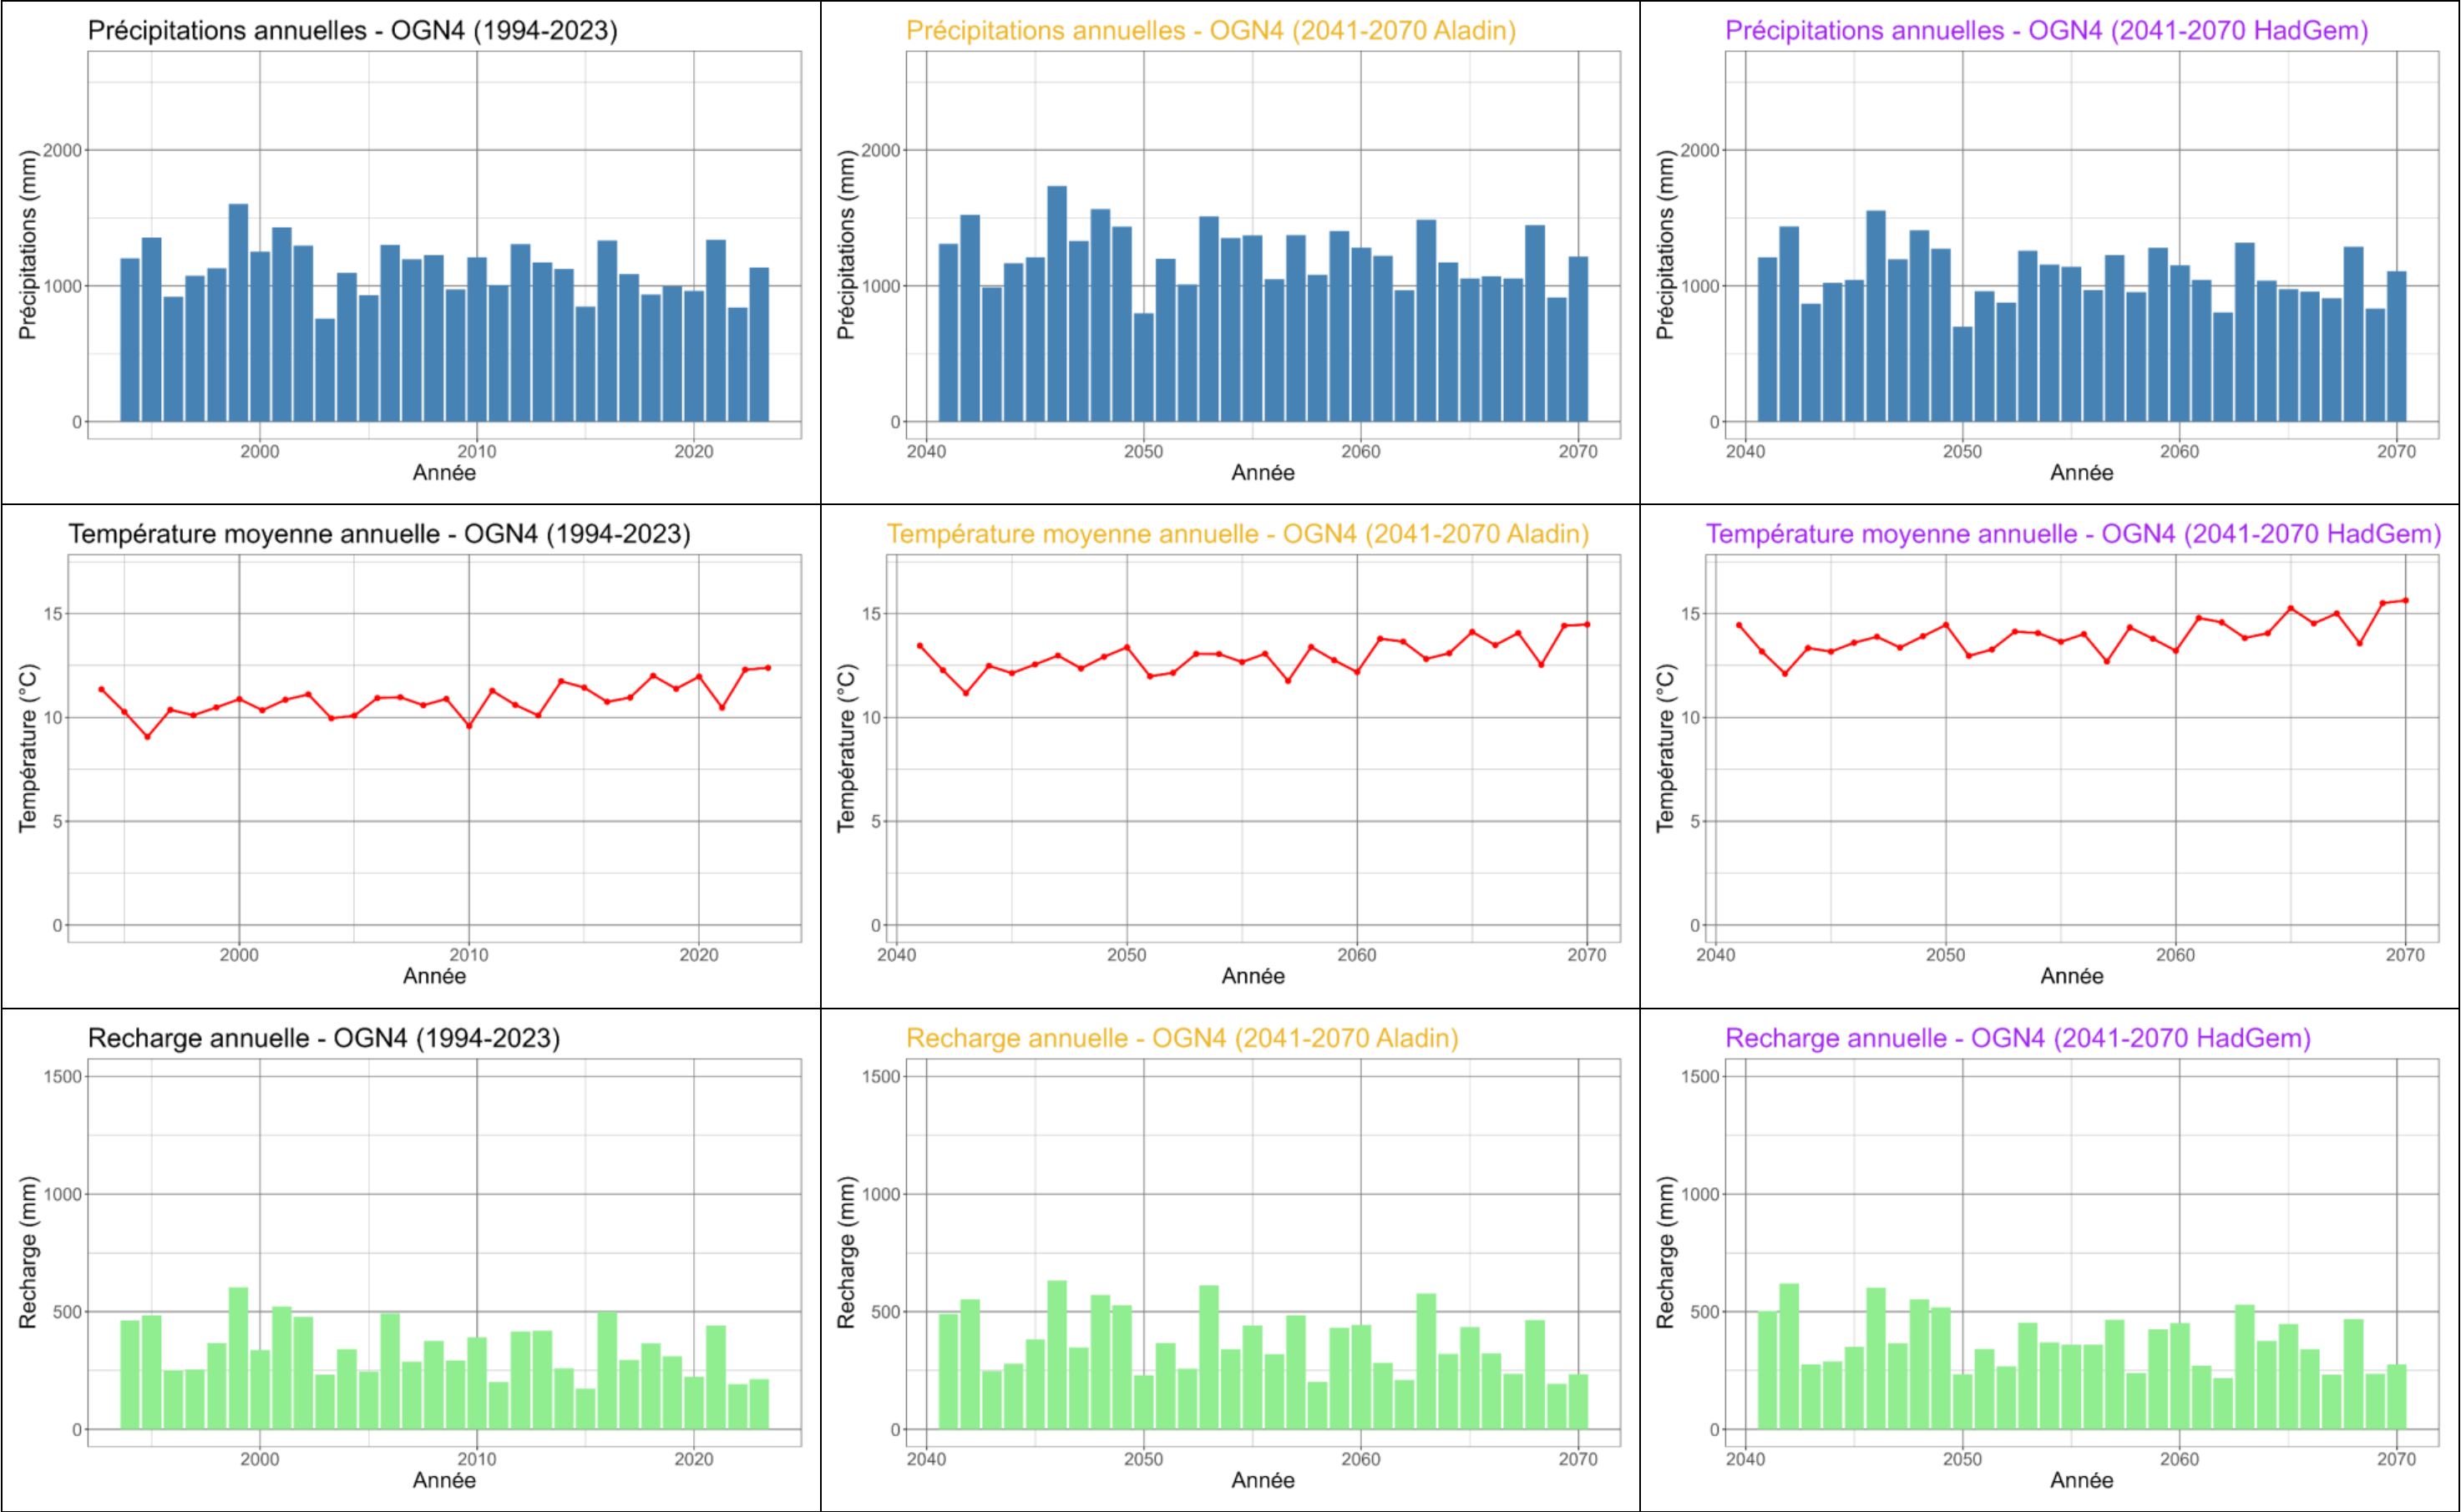 Précipitations annuelles - OGN4 (1994-2023)
Précipitations (mm)
2000
1000
0
2000
2010
2020
Année
Précipitations annuelles - OGN4 (2041-2070 Aladin)
Précipitations (mm)
2000
1000
0
2040
2050
2060
2070
Année
Précipitations annuelles - OGN4 (2041-2070 HadGem)
Précipitations (mm)
2000
1000
0
2040
2050
2060
2070
Année
Température moyenne annuelle - OGN4 (1994-2023)
Température (°C)
15
10
5
0
2000
2010
2020
Année
Température moyenne annuelle - OGN4 (2041-2070 Aladin)
Température (°C)
15
10
5
0
2040
2050
2060
2070
Année
Température moyenne annuelle - OGN4 (2041-2070 HadGem)
Température (°C)
15
10
5
0
2040
2050
2060
2070
Année
Recharge annuelle - OGN4 (1994-2023)
Recharge (mm)
1500
1000
500
0
2000
2010
2020
Année
Recharge annuelle - OGN4 (2041-2070 Aladin)
Recharge (mm)
1500
1000
500
0
2040
2050
2060
2070
Année
Recharge annuelle - OGN4 (2041-2070 HadGem)
Recharge (mm)
1500
1000
500
0
2040
2050
2060
2070
Année